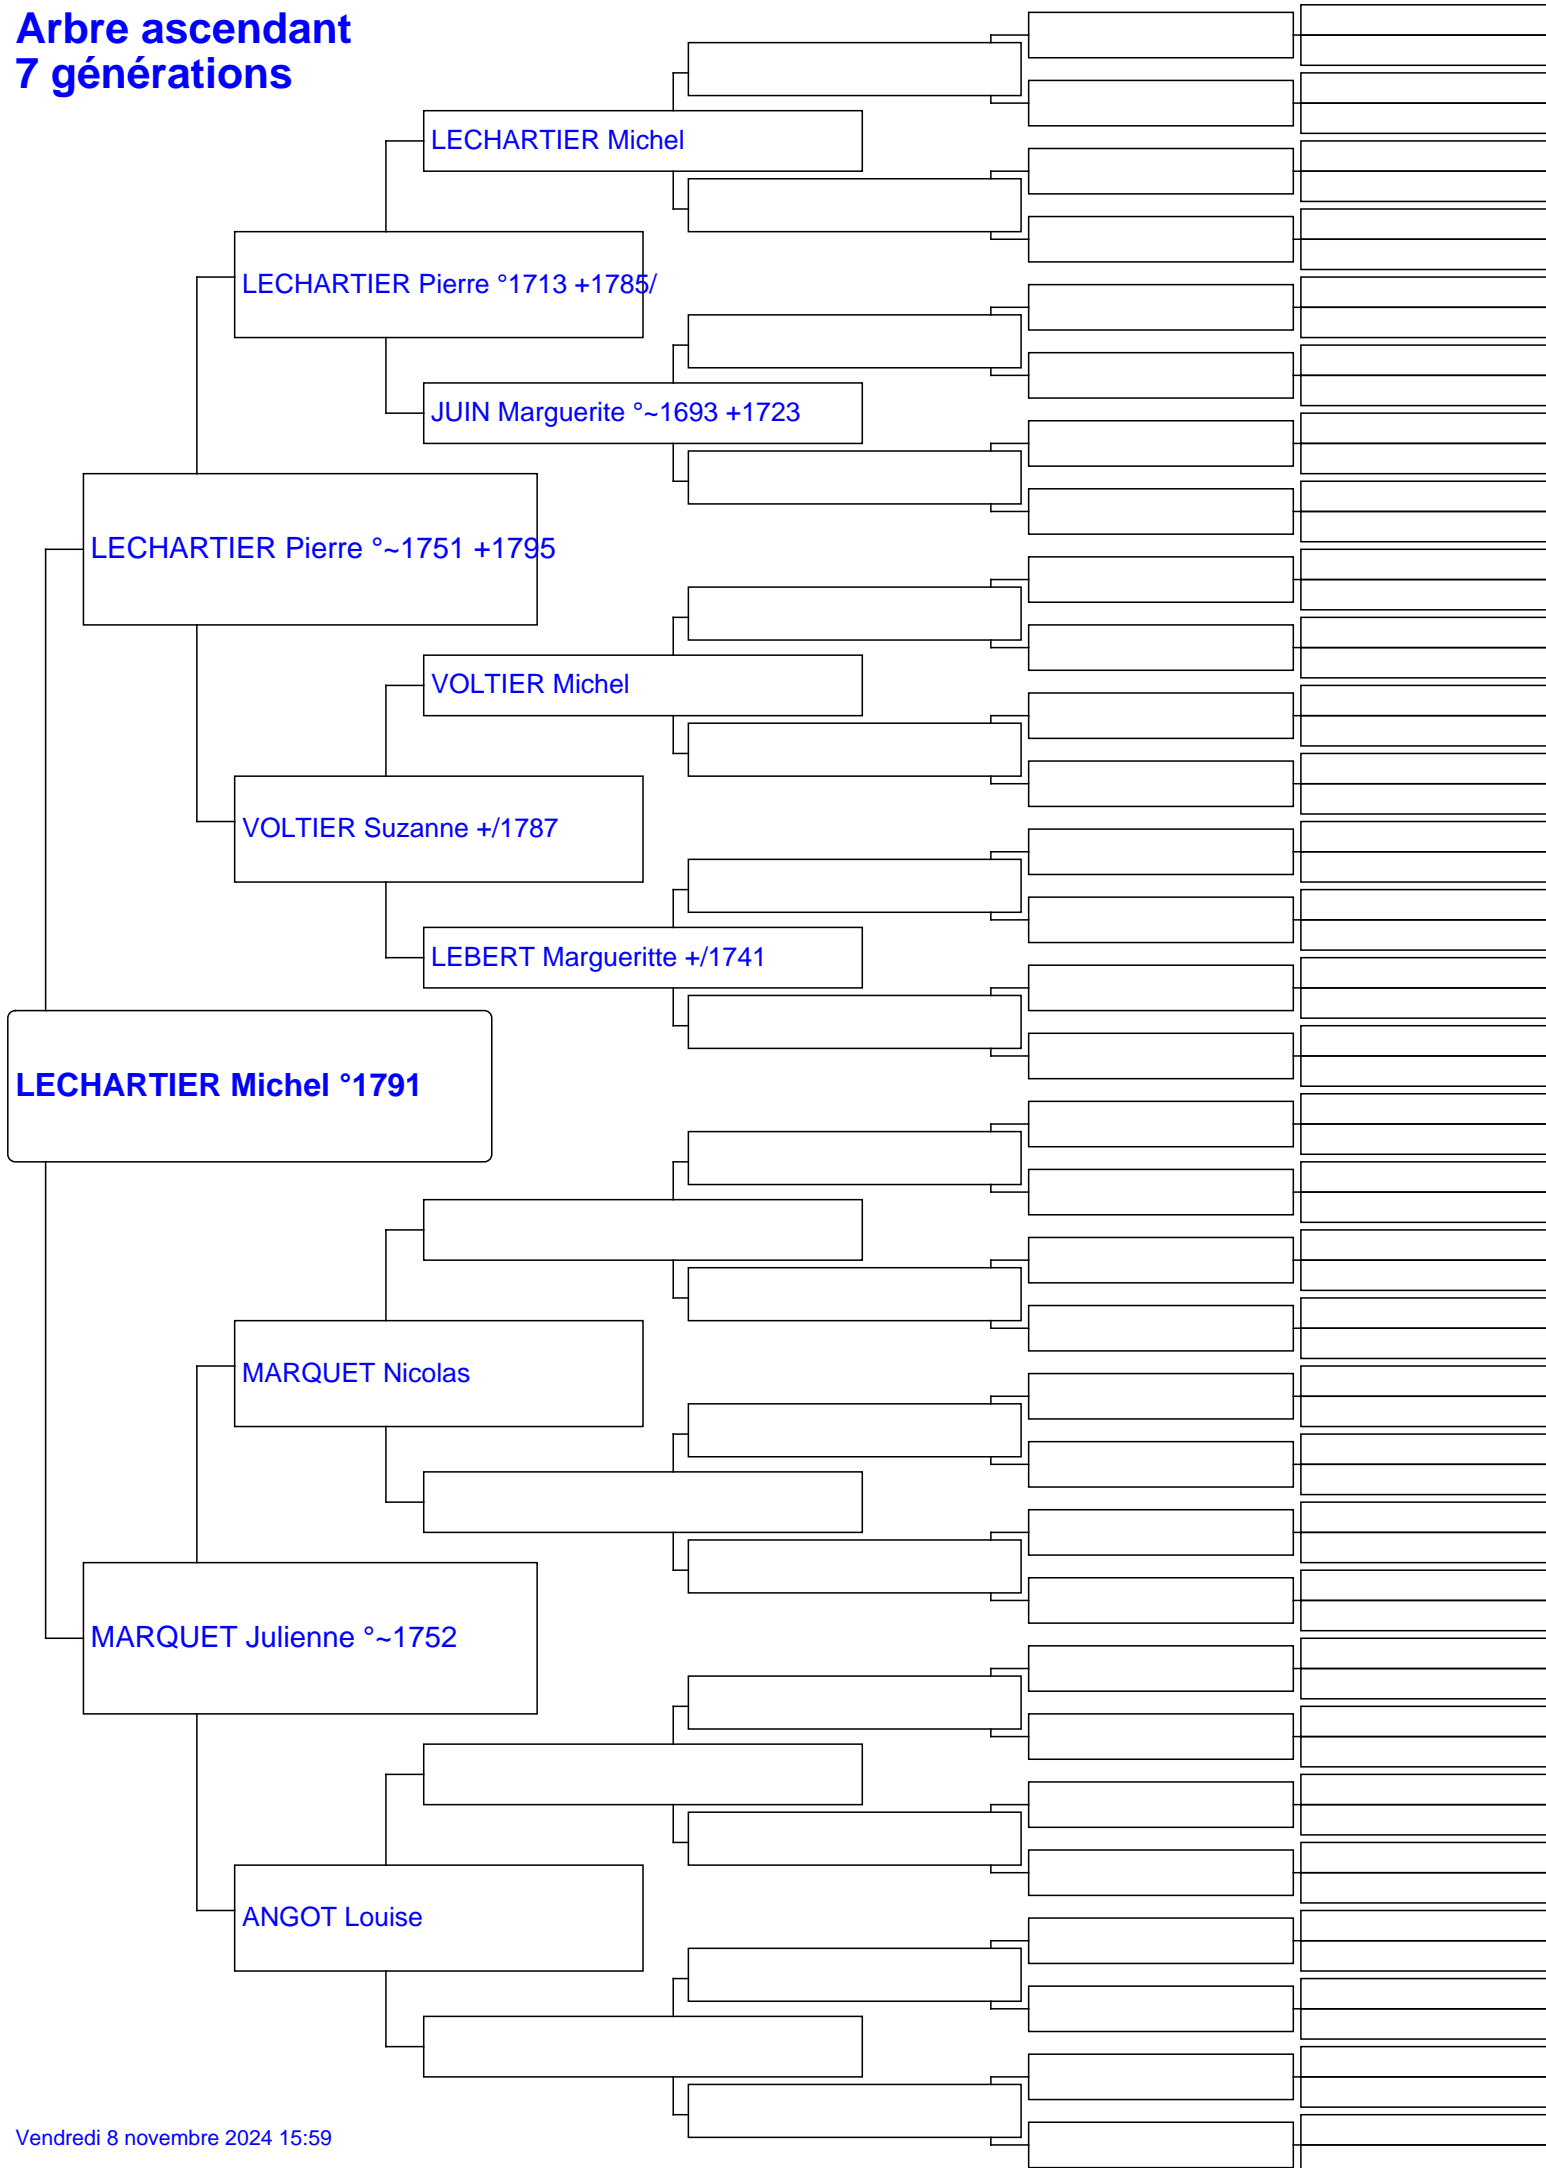 Arbre ascendant
7 générations
LECHARTIER Michel
LECHARTIER Pierre °1713 +1785/
JUIN Marguerite °~1693 +1723
LECHARTIER Pierre °~1751 +1795
VOLTIER Michel
VOLTIER Suzanne +/1787
LEBERT Margueritte +/1741
LECHARTIER Michel °1791
MARQUET Nicolas
MARQUET Julienne °~1752
ANGOT Louise
Vendredi 8 novembre 2024 15:59